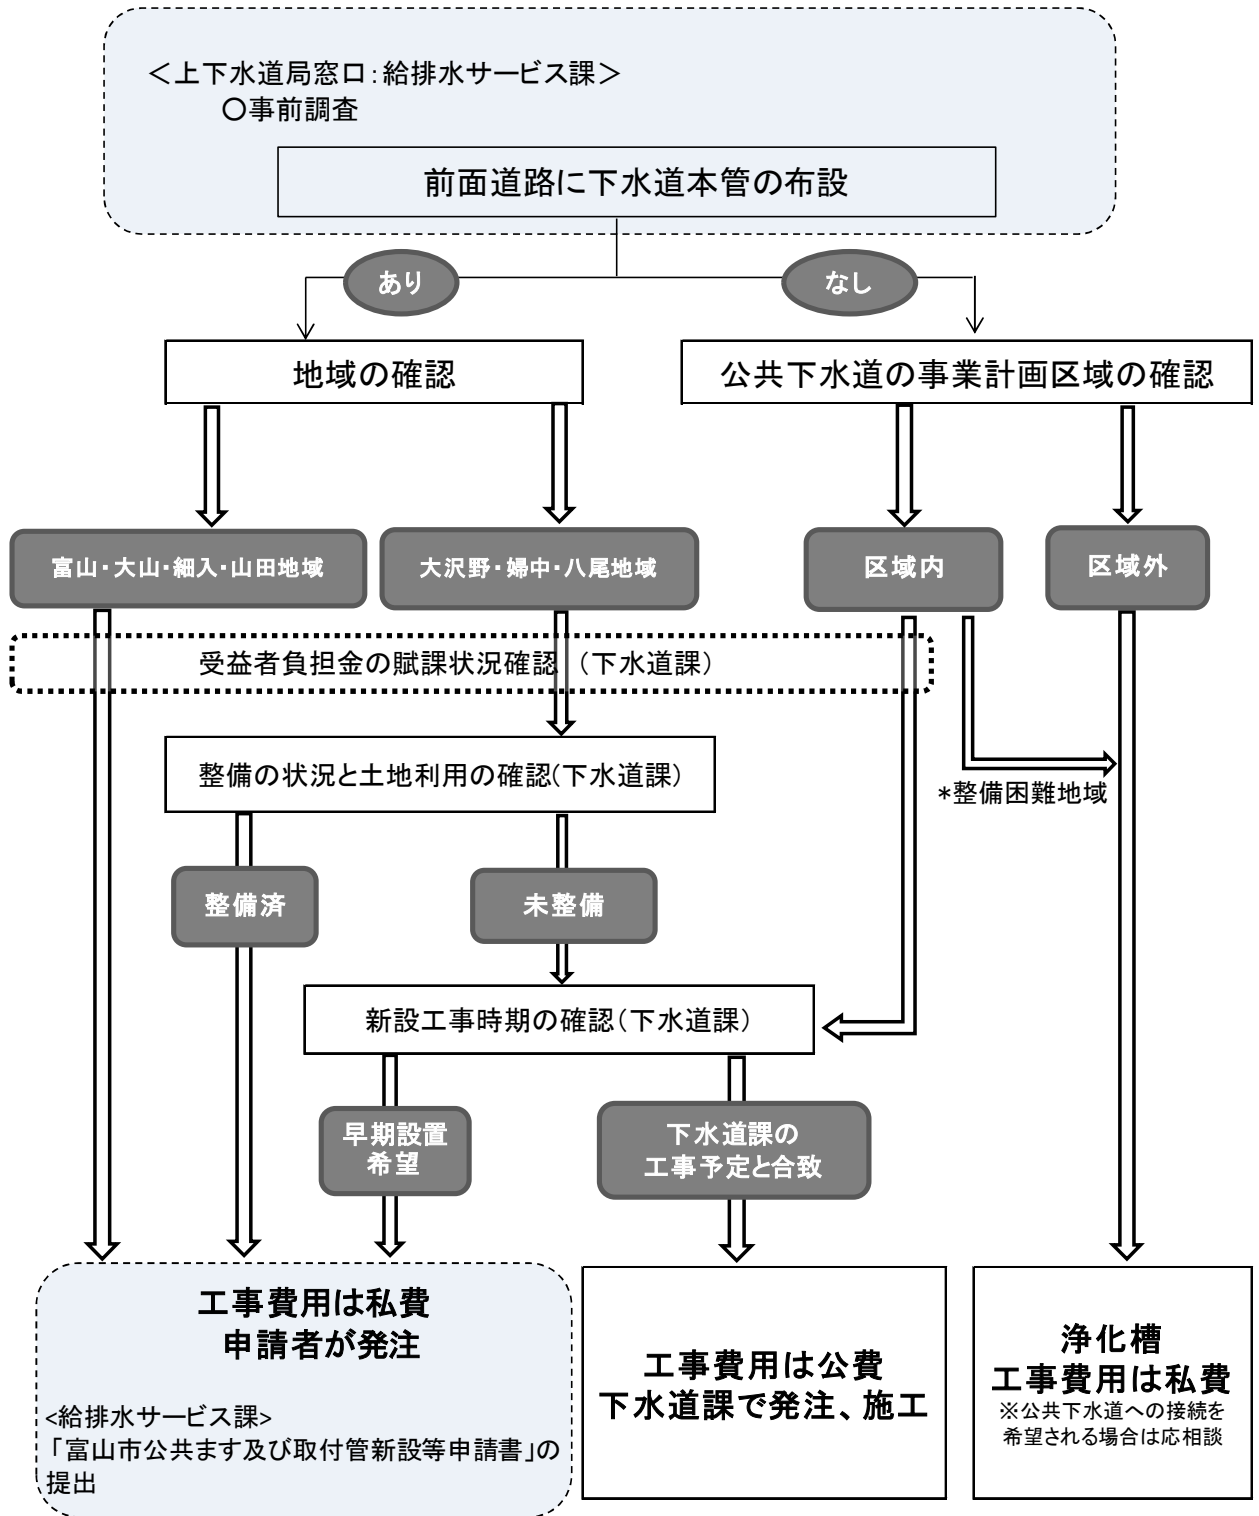 ＜上下水道局窓口：給排水サービス課＞
○事前調査
前面道路に下水道本管の布設
あり
なし
地域の確認
公共下水道の事業計画区域の確認
富山・大山・細入・山田地域
大沢野・婦中・八尾地域
区域内
区域外
受益者負担金の賦課状況確認　（下水道課）
整備の状況と土地利用の確認（下水道課）
*整備困難地域
整備済
未整備
新設工事時期の確認（下水道課）
早期設置
希望
下水道課の
工事予定と合致
工事費用は私費
申請者が発注
<給排水サービス課>
「富山市公共ます及び取付管新設等申請書」の
提出
工事費用は公費
下水道課で発注、施工
浄化槽
工事費用は私費
※公共下水道への接続を
希望される場合は応相談